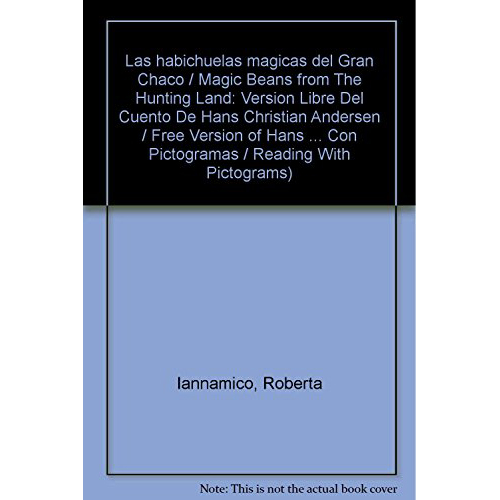 Las habichuelas magicas del Gran
Chaco / Magic Beans from The
Hunting Land: Version Libre Del
Cuento De Hans Christian Andersen
/ Free Version of Hans ... Con
Pictogramas / Reading With
Pictograms)
Iannamico, Roberta
Note: This is not the actual book cover